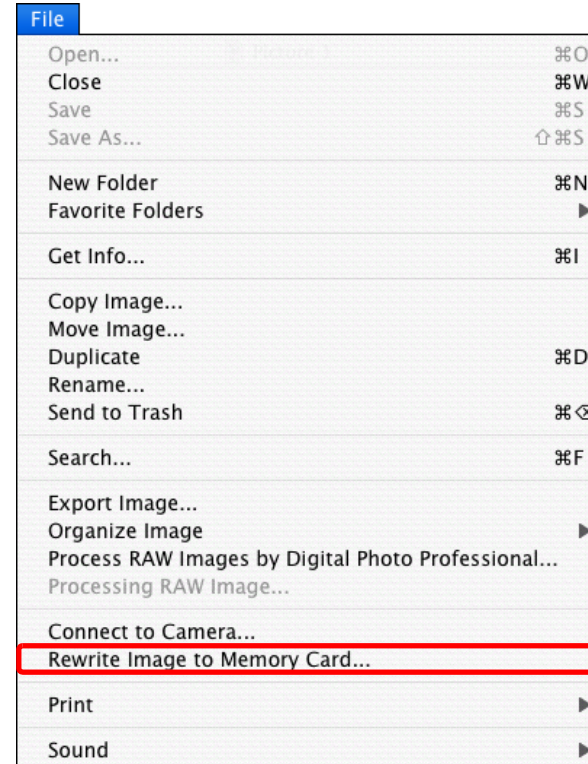 File
Open... ⌘O
Close ⌘W
Save ⌘S
Save As... ⇧⌘S
New Folder ⌘N
Favorite Folders
Get Info... ⌘I
Copy Image...
Move Image...
Duplicate ⌘D
Rename...
Send to Trash ⌘⌫
Search... ⌘F
Export Image...
Organize Image
Process RAW Images by Digital Photo Professional...
Processing RAW Image...
Connect to Camera...
Rewrite Image to Memory Card...
Print
Sound